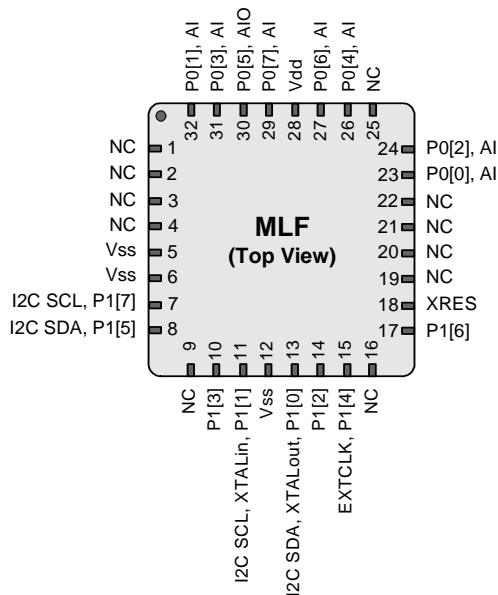 P0[1], AI
P0[3], AI
P0[5], AIO
P0[7], AI
Vdd
P0[6], AI
P0[4], AI
NC
32
31
30
29
28
27
26
25
NC 1
NC 2
NC 3
NC 4
Vss 5
Vss 6
I2C SCL, P1[7] 7
I2C SDA, P1[5] 8
MLF
(Top View)
24 P0[2], AI
23 P0[0], AI
22 NC
21 NC
20 NC
19 NC
18 XRES
17 P1[6]
9
10
11
12
13
14
15
16
NC
P1[3]
I2C SCL, XTALin, P1[1]
Vss
I2C SDA, XTALout, P1[0]
P1[2]
EXTCLK, P1[4]
NC